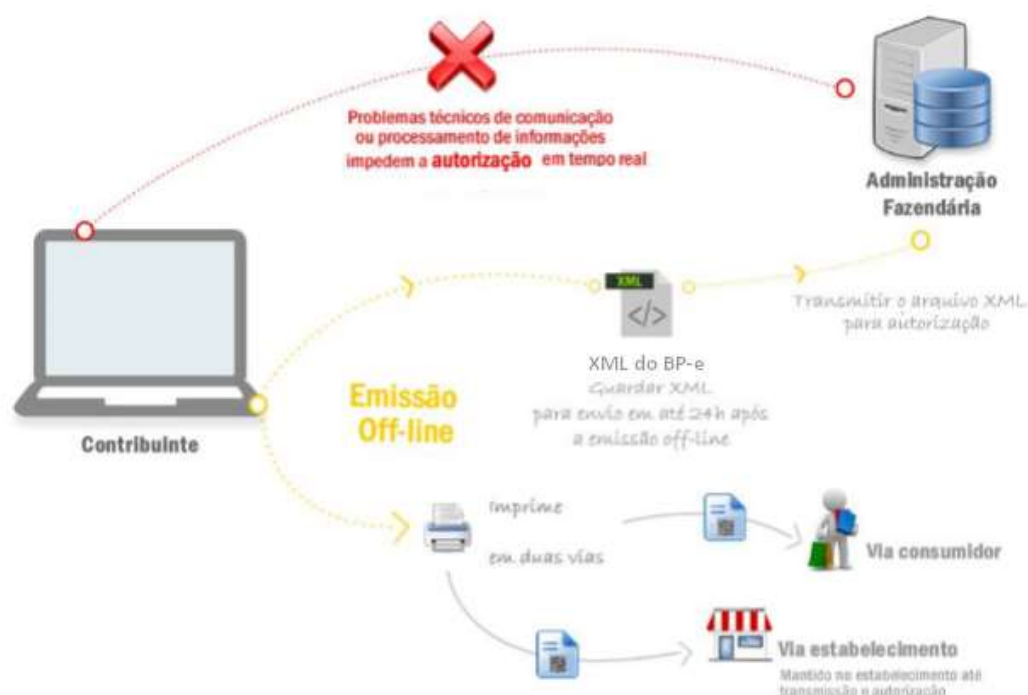 Problemas técnicos de comunicação
ou processamento de informações
impedem a autorização em tempo real
Administração
Fazendária
Contribuinte
Emissão
Off-line
XML
</>
XML do BP-e
Guardar XML
para envio em até 24h após
a emissão off-line
Transmitir o arquivo XML
para autorização
Imprime
em duas vias
Via consumidor
Via estabelecimento
Mantido no estabelecimento até
transmissão e autorização